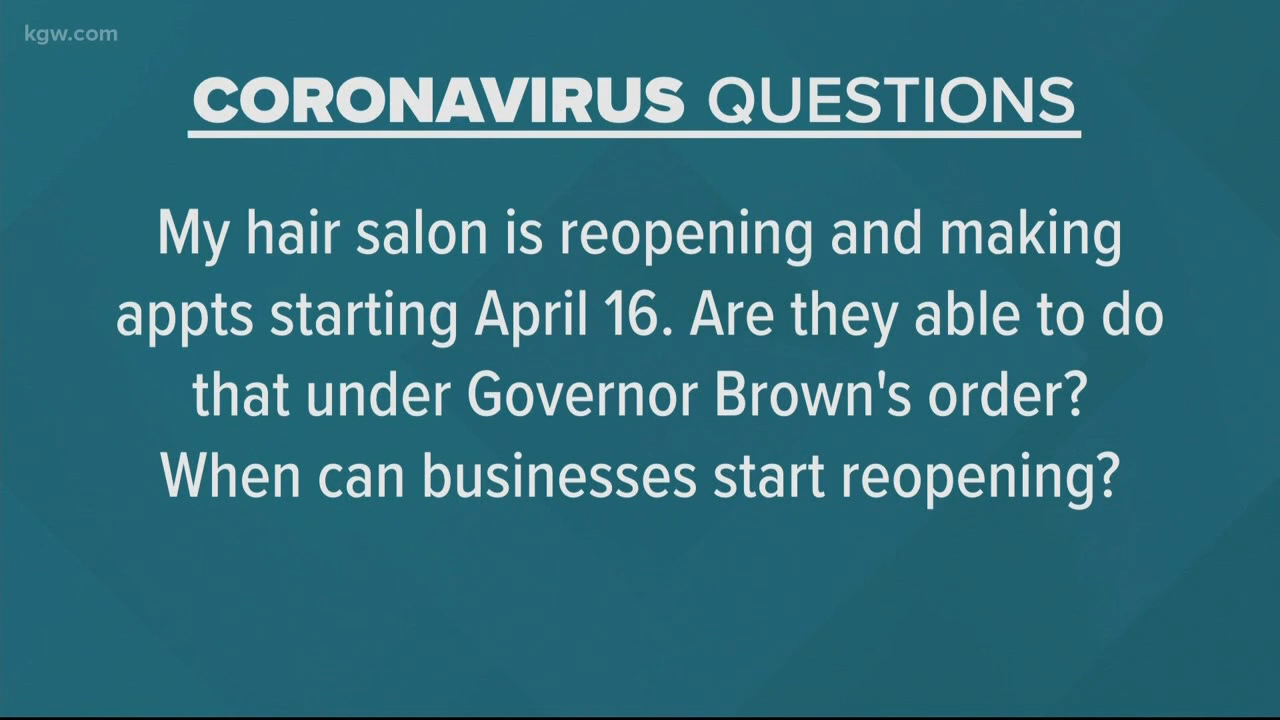 kgw.com
CORONAVIRUS QUESTIONS
My hair salon is reopening and making
appts starting April 16. Are they able to do
that under Governor Brown's order?
When can businesses start reopening?